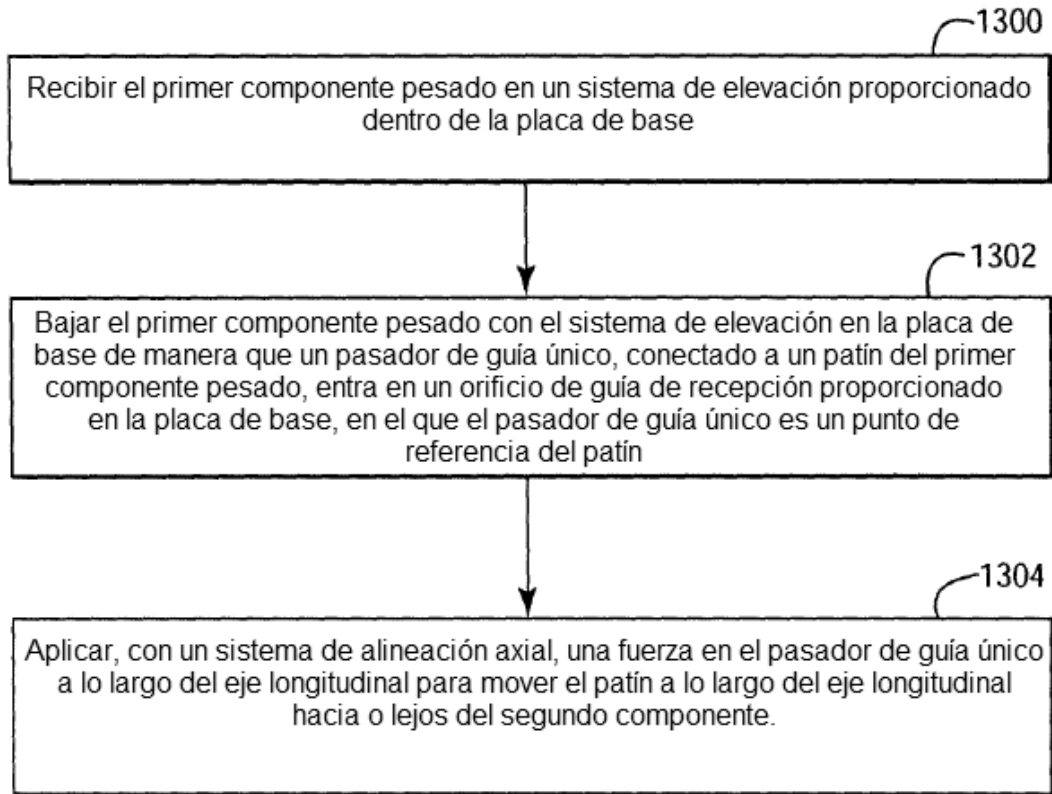 1300
Recibir el primer componente pesado en un sistema de elevación proporcionado
dentro de la placa de base
1302
Bajar el primer componente pesado con el sistema de elevación en la placa de
base de manera que un pasador de guía único, conectado a un patín del primer
componente pesado, entra en un orificio de guía de recepción proporcionado
en la placa de base, en el que el pasador de guía único es un punto de
referencia del patín
1304
Aplicar, con un sistema de alineación axial, una fuerza en el pasador de guía único
a lo largo del eje longitudinal para mover el patín a lo largo del eje longitudinal
hacia o lejos del segundo componente.